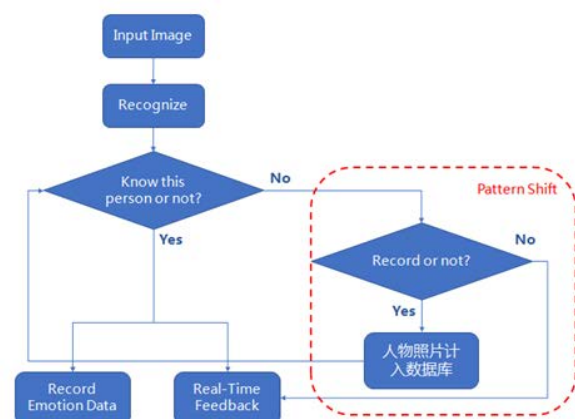 Input Image
Recognize
Know this
person or not?
No
Pattern Shift
Yes
No
Record or not?
Yes
人物照片计
入数据库
Record
Emotion Data
Real-Time
Feedback